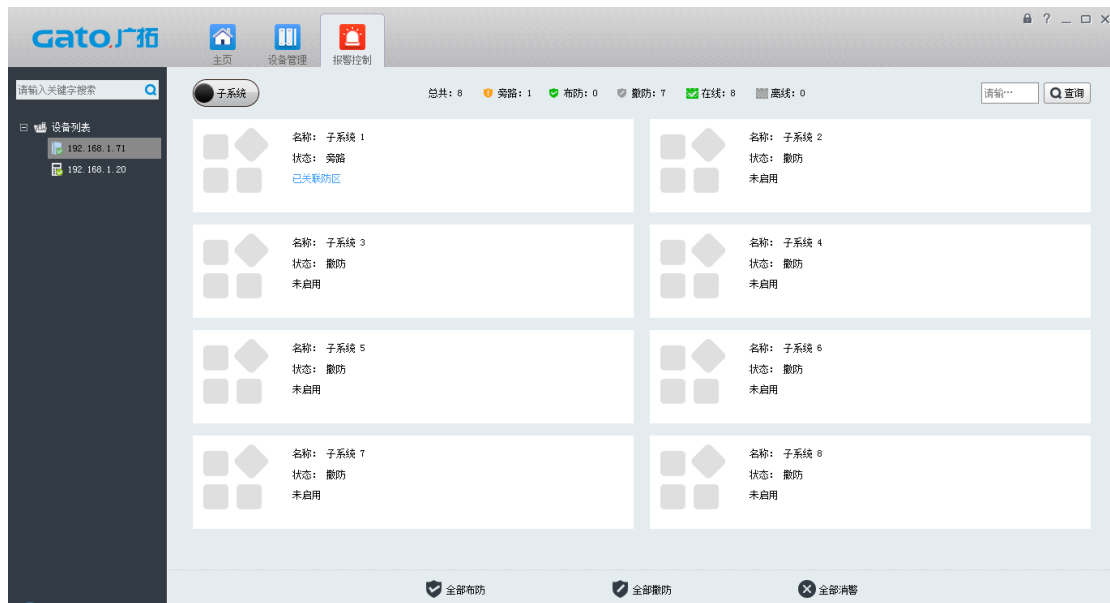 Gato广拓
主页
设备管理
报警控制
?
请输入关键字搜索
设备列表
192.168.1.71
192.168.1.20
子系统
总共: 8 旁路: 1 布防: 0 撤防: 7 在线: 8 离线: 0
请输… 查询
名称: 子系统 1
状态: 旁路
已关联防区
名称: 子系统 2
状态: 撤防
未启用
名称: 子系统 3
状态: 撤防
未启用
名称: 子系统 4
状态: 撤防
未启用
名称: 子系统 5
状态: 撤防
未启用
名称: 子系统 6
状态: 撤防
未启用
名称: 子系统 7
状态: 撤防
未启用
名称: 子系统 8
状态: 撤防
未启用
全部布防 全部撤防 全部消警